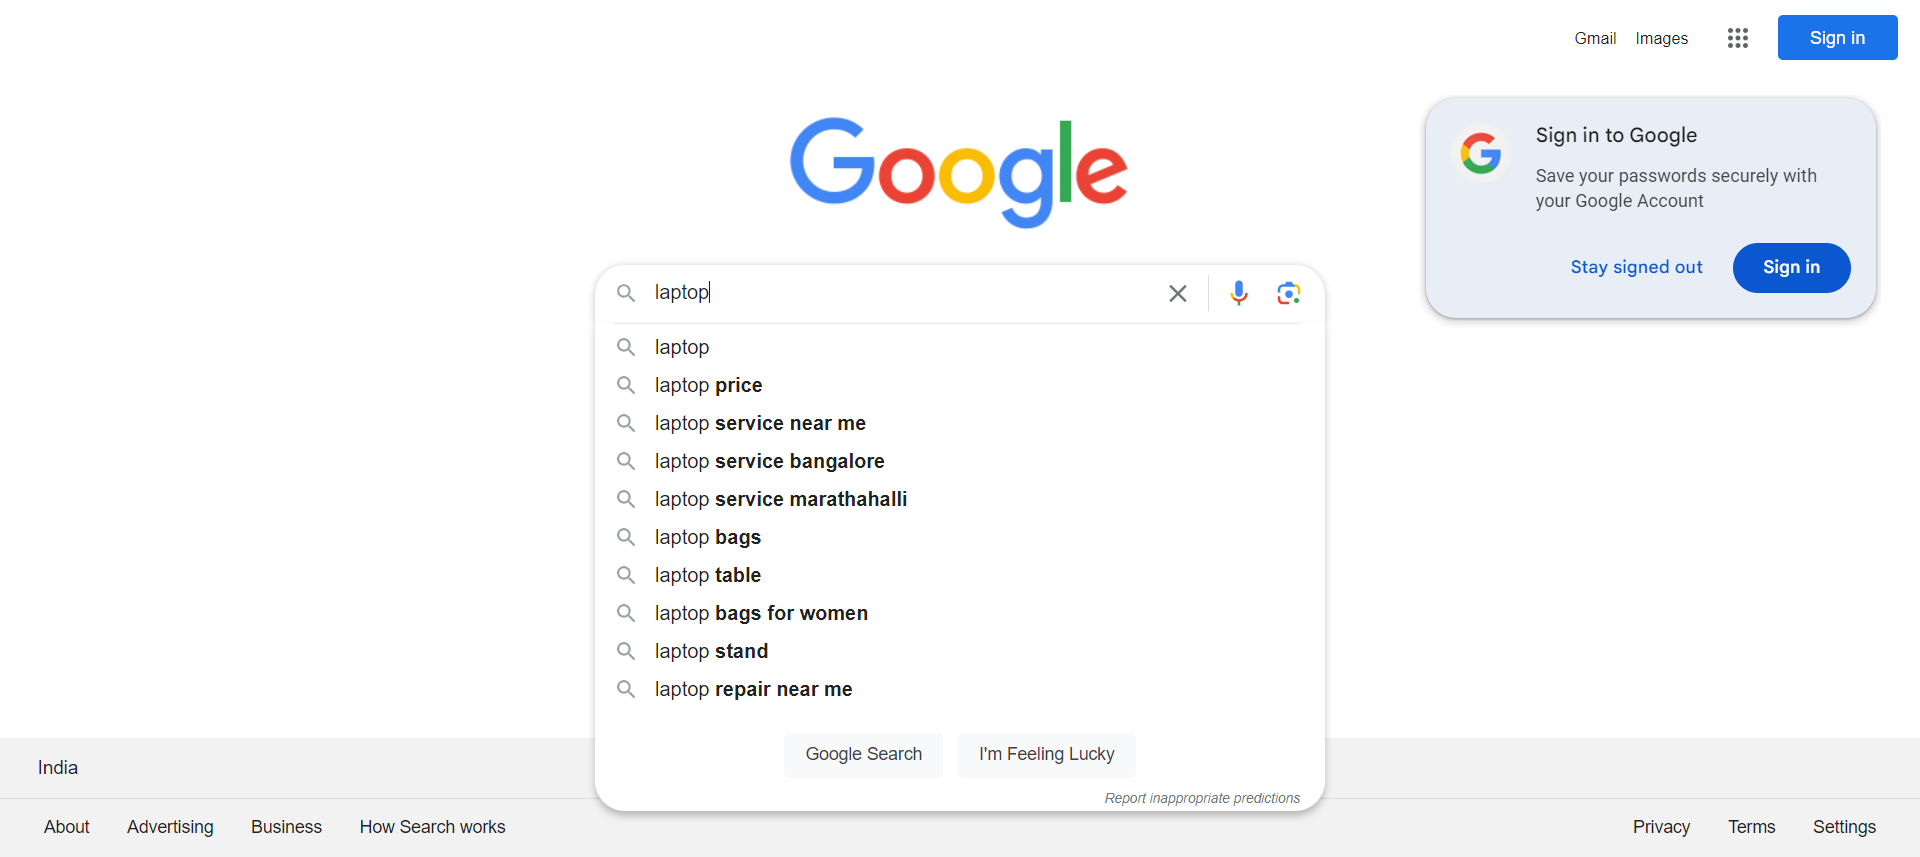 Gmail Images Sign in
Google
Sign in to Google
Save your passwords securely with
your Google Account
Stay signed out Sign in
laptop
laptop
laptop price
laptop service near me
laptop service bangalore
laptop service marathahalli
laptop bags
laptop table
laptop bags for women
laptop stand
laptop repair near me
Google Search I'm Feeling Lucky
Report inappropriate predictions
India
About Advertising Business How Search works Privacy Terms Settings